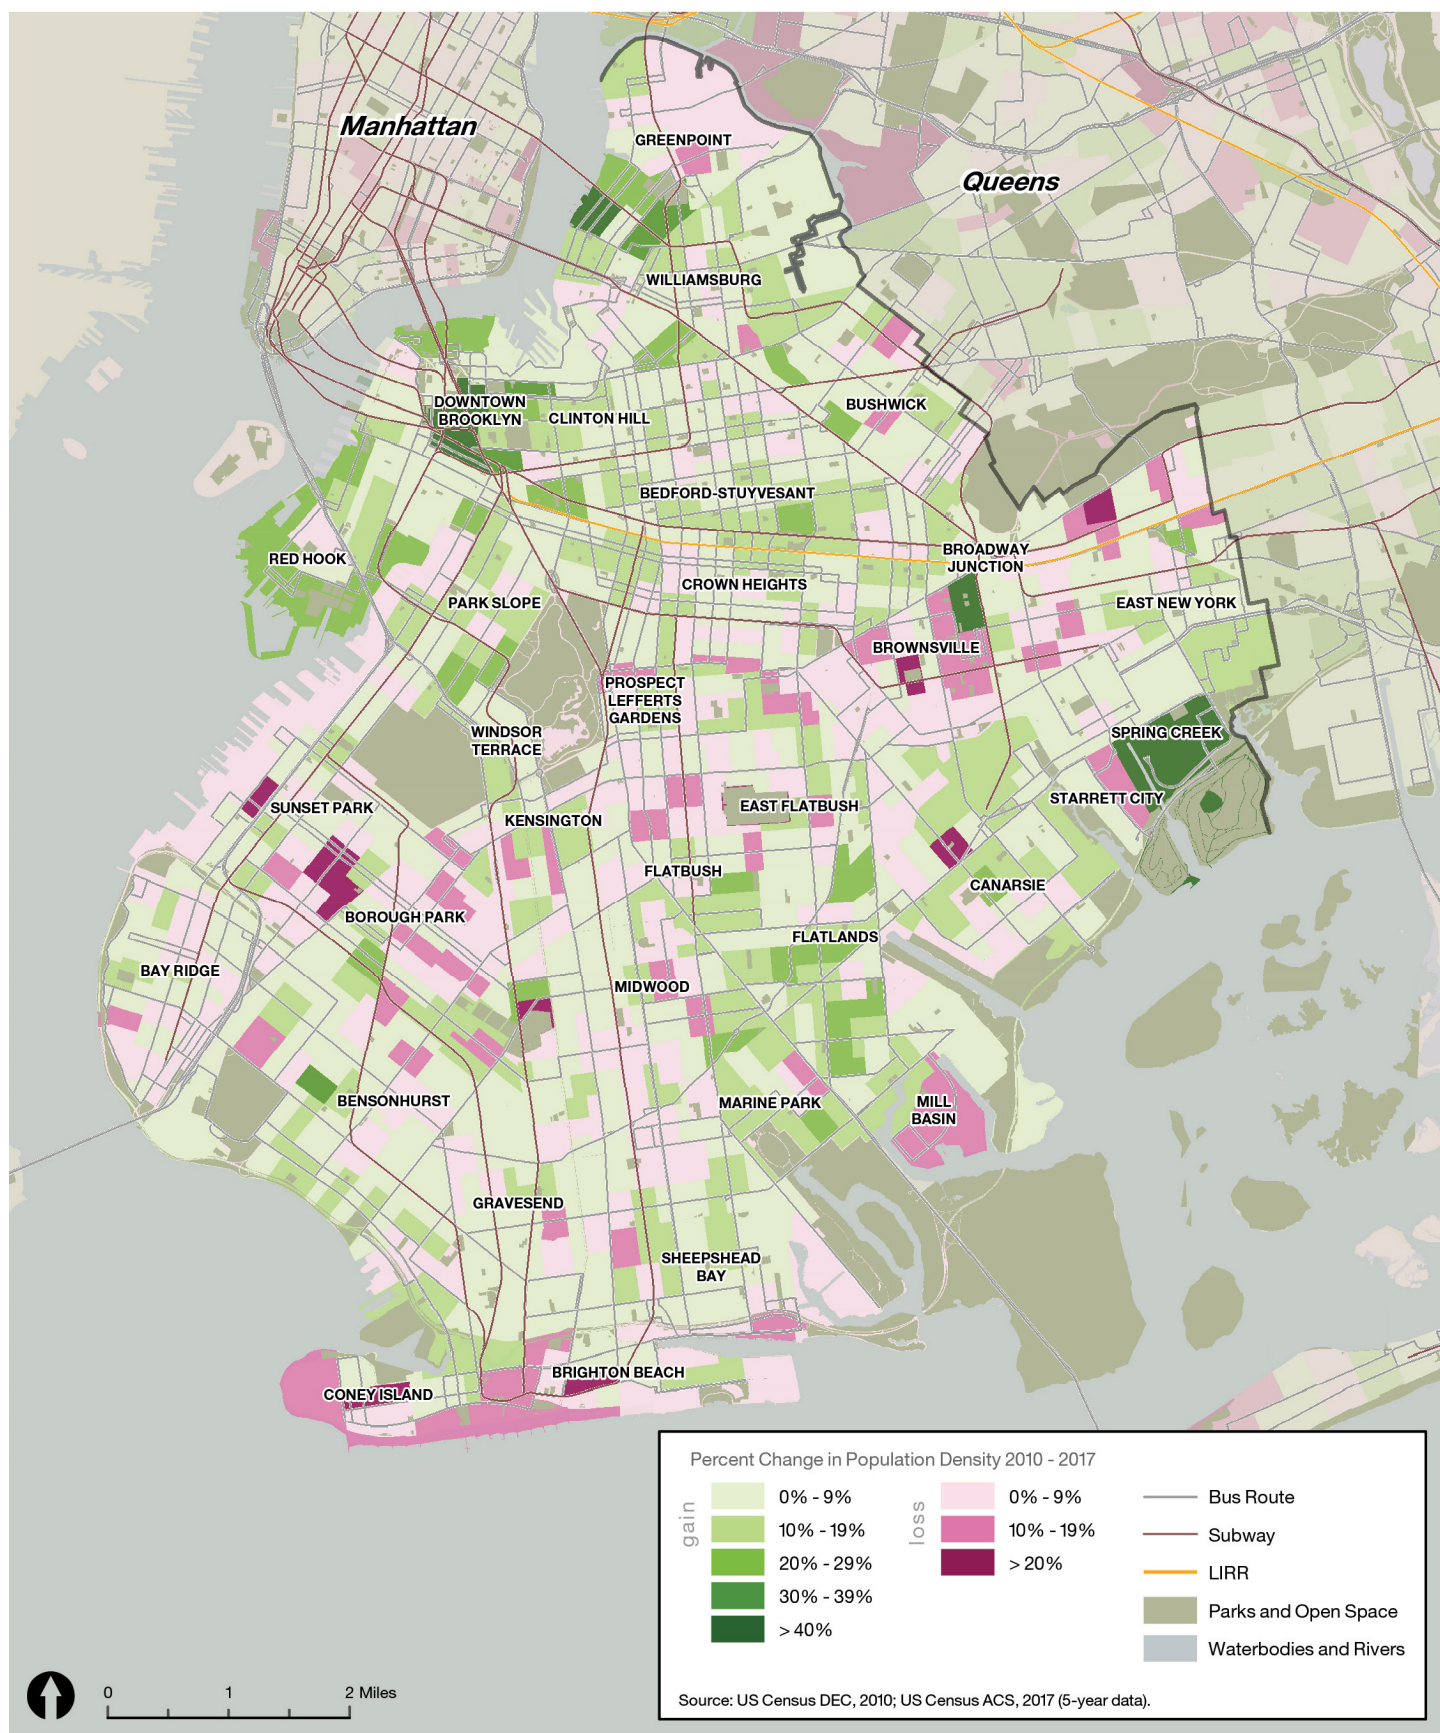 Manhattan
GREENPOINT
Queens
WILLIAMSBURG
DOWNTOWN
BROOKLYN
CLINTON HILL
BUSHWICK
BEDFORD-STUYVESANT
RED HOOK
BROADWAY
JUNCTION
CROWN HEIGHTS
PARK SLOPE
EAST NEW YORK
BROWNSVILLE
PROSPECT
LEFFERTS
GARDENS
WINDSOR
TERRACE
SPRING CREEK
STARRETT CITY
SUNSET PARK
KENSINGTON
EAST FLATBUSH
FLATBUSH
CANARSIE
BOROUGH PARK
FLATLANDS
BAY RIDGE
MIDWOOD
BENSONHURST
MARINE PARK
MILL
BASIN
GRAVESEND
SHEEPSHEAD
BAY
BRIGHTON BEACH
CONEY ISLAND
Percent Change in Population Density 2010 - 2017
gain
0% - 9%
10% - 19%
20% - 29%
30% - 39%
> 40%
loss
0% - 9%
10% - 19%
> 20%
Bus Route
Subway
LIRR
Parks and Open Space
Waterbodies and Rivers
Source: US Census DEC, 2010; US Census ACS, 2017 (5-year data).
0 1 2 Miles